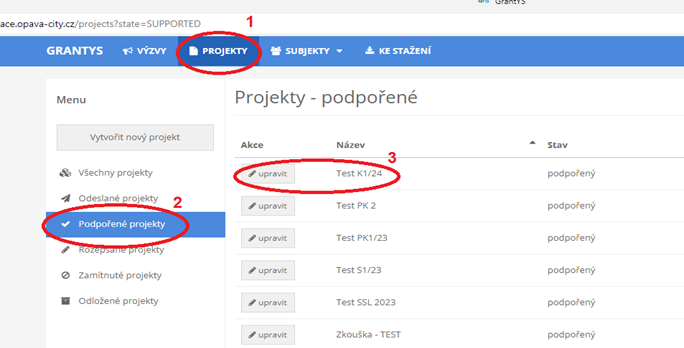 GrantYS
ace.opava-city.cz/projects?state=SUPPORTED
1
GRANTYS VÝZVY PROJEKTY SUBJEKTY KE STAŽENÍ
Menu
Vytvořit nový projekt
Všechny projekty
Odeslané projekty
2
Podpořené projekty
Rozepsané projekty
Zamítnuté projekty
Odložené projekty
Projekty - podpořené
Akce Název Stav
3
upravit Test K1/24 podpořený
upravit Test PK 2 podpořený
upravit Test PK1/23 podpořený
upravit Test S1/23 podpořený
upravit Test SSL 2023 podpořený
upravit Zkouška - TEST podpořený